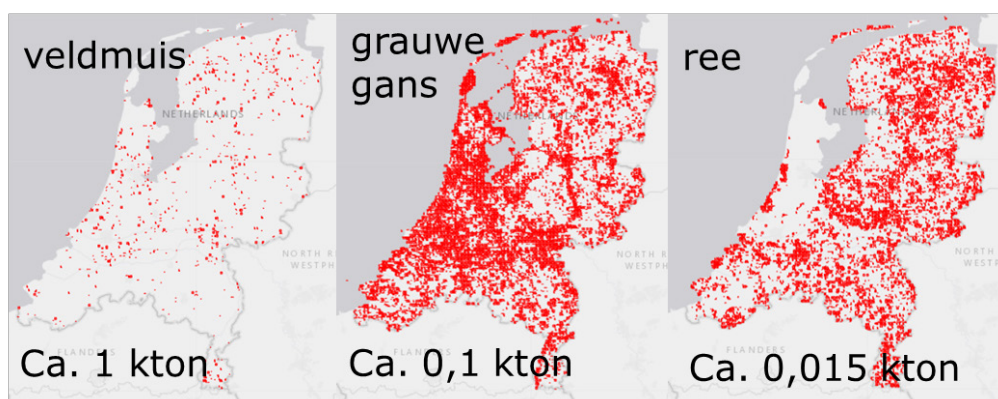 veldmuis
NETHERLANDS
FLANDERS
Ca. 1 kton
grauwe
gans
NETHERLANDS
NORTH R
WESTPH
Ca. 0,1 kton
ree
NETHERLANDS
NORTH R
WESTP
FLANDERS
Ca. 0,015 kton